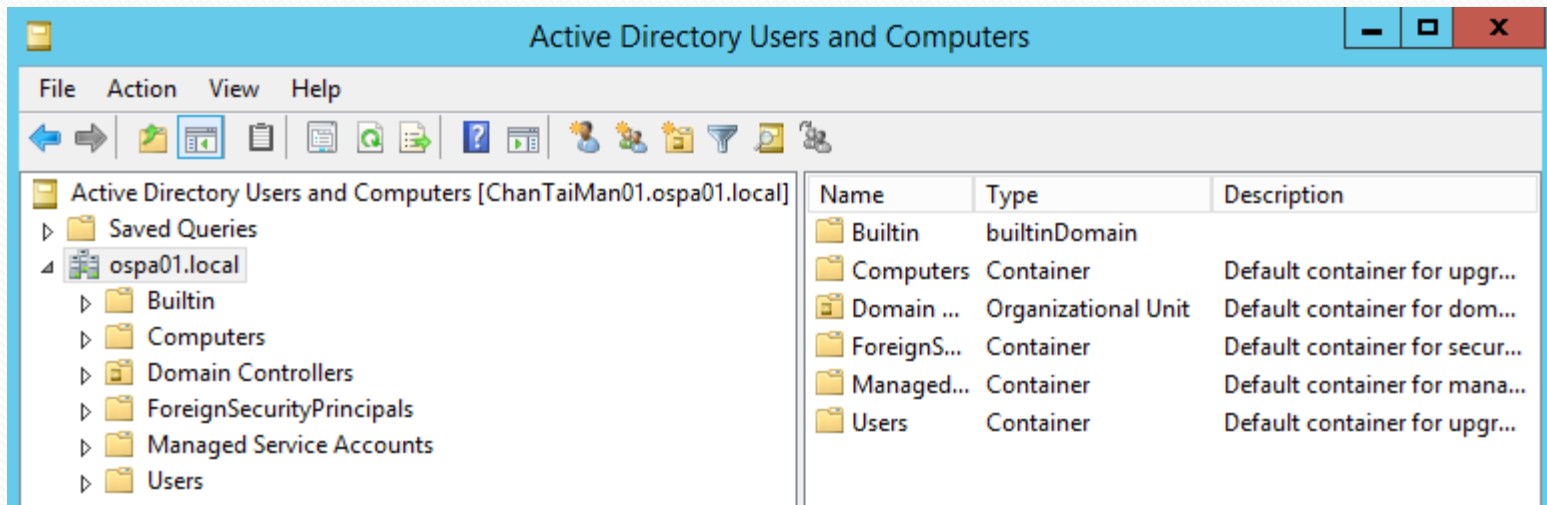 Active Directory Users and Computers
File Action View Help
Active Directory Users and Computers [ChanTaiMan01.ospa01.local]
Saved Queries
ospa01.local
Builtin
Computers
Domain Controllers
ForeignSecurityPrincipals
Managed Service Accounts
Users
Name Type Description
Builtin builtinDomain
Computers Container Default container for upgr...
Domain ... Organizational Unit Default container for dom...
ForeignS... Container Default container for secur...
Managed... Container Default container for mana...
Users Container Default container for upgr...